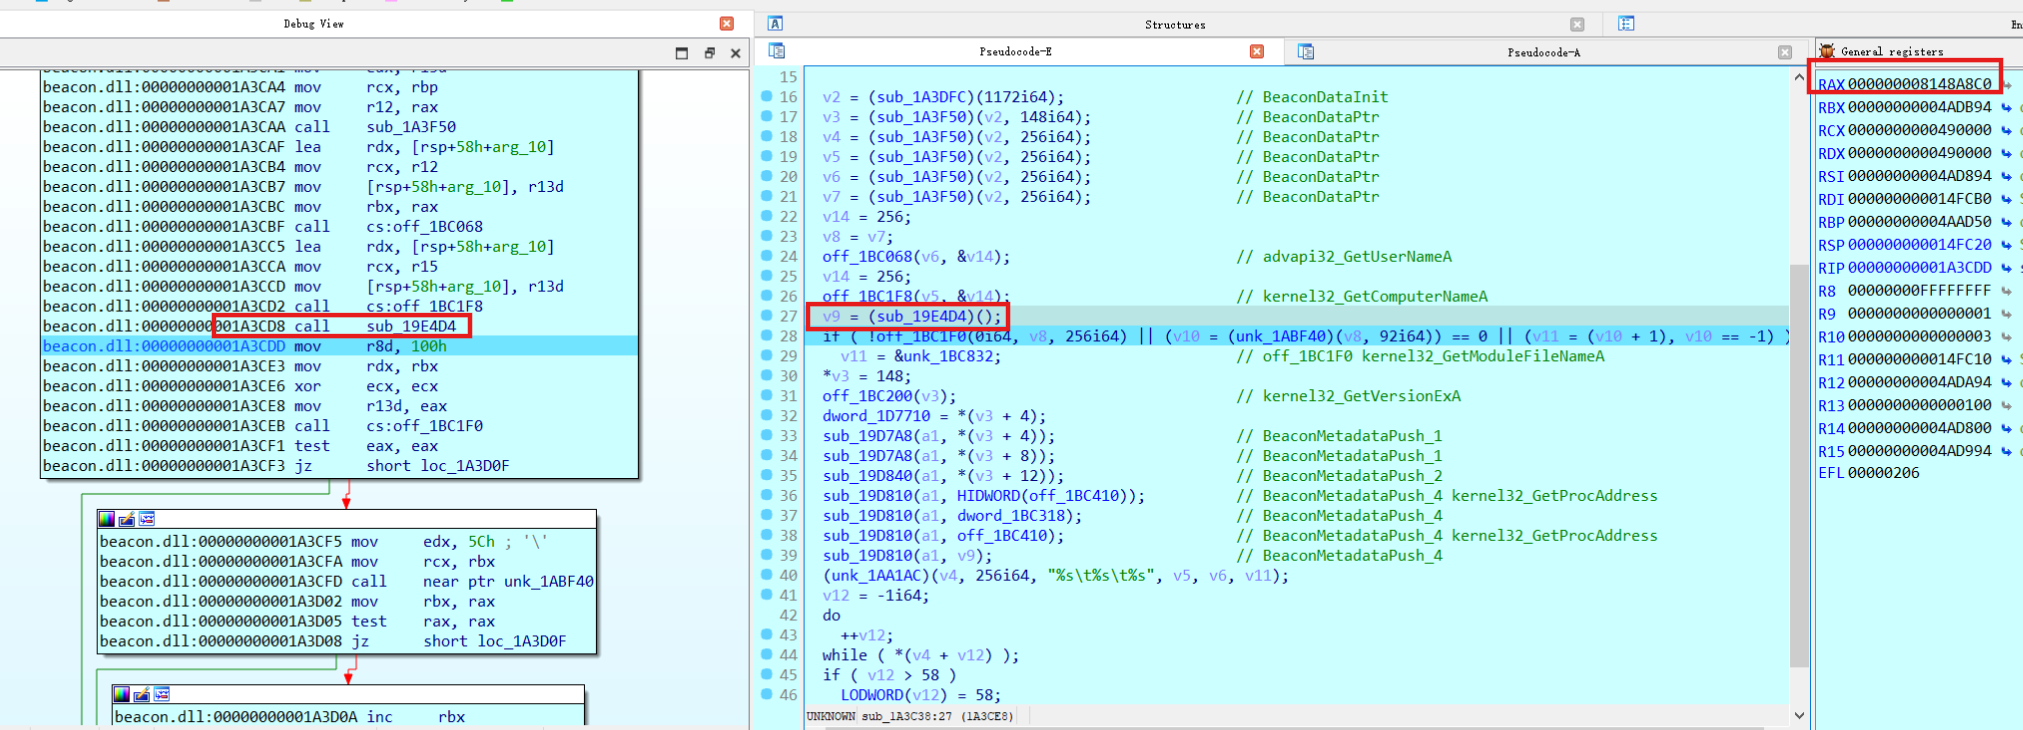 Debug View
beacon.dll:00000000001A3CA4 mov rcx, rbp
beacon.dll:00000000001A3CA7 mov r12, rax
beacon.dll:00000000001A3CAA call sub_1A3F50
beacon.dll:00000000001A3CAF lea rdx, [rsp+58h+arg_10]
beacon.dll:00000000001A3CB4 mov rcx, r12
beacon.dll:00000000001A3CB7 mov [rsp+58h+arg_10], r13d
beacon.dll:00000000001A3CBC mov rbx, rax
beacon.dll:00000000001A3CBF call cs:off_1BC068
beacon.dll:00000000001A3CC5 lea rdx, [rsp+58h+arg_10]
beacon.dll:00000000001A3CCA mov rcx, r15
beacon.dll:00000000001A3CCD mov [rsp+58h+arg_10], r13d
beacon.dll:00000000001A3CD2 call cs:off_1BC1F8
beacon.dll:00000000001A3CD8 call sub_19E4D4
beacon.dll:00000000001A3CDD mov r8d, 100h
beacon.dll:00000000001A3CE3 mov rdx, rbx
beacon.dll:00000000001A3CE6 xor ecx, ecx
beacon.dll:00000000001A3CE8 mov r13d, eax
beacon.dll:00000000001A3CEB call cs:off_1BC1F0
beacon.dll:00000000001A3CF1 test eax, eax
beacon.dll:00000000001A3CF3 jz short loc_1A3D0F
beacon.dll:00000000001A3CF5 mov edx, 5Ch ; '\'
beacon.dll:00000000001A3CFA mov rcx, rbx
beacon.dll:00000000001A3CFD call near ptr unk_1ABF40
beacon.dll:00000000001A3D02 mov rbx, rax
beacon.dll:00000000001A3D05 test rax, rax
beacon.dll:00000000001A3D08 jz short loc_1A3D0F
beacon.dll:00000000001A3D0A inc rbx
Structures
Pseudocode-E
Pseudocode-A
15
16 v2 = (sub_1A3DFC)(1172i64); // BeaconDataInit
17 v3 = (sub_1A3F50)(v2, 148i64); // BeaconDataPtr
18 v4 = (sub_1A3F50)(v2, 256i64); // BeaconDataPtr
19 v5 = (sub_1A3F50)(v2, 256i64); // BeaconDataPtr
20 v6 = (sub_1A3F50)(v2, 256i64); // BeaconDataPtr
21 v7 = (sub_1A3F50)(v2, 256i64); // BeaconDataPtr
22 v14 = 256;
23 v8 = v7;
24 off_1BC068(v6, &v14); // advapi32_GetUserNameA
25 v14 = 256;
26 off_1BC1F8(v5, &v14); // kernel32_GetComputerNameA
27 v9 = (sub_19E4D4)();
28 if ( !off_1BC1F0(0i64, v8, 256i64) || (v10 = (unk_1ABF40)(v8, 92i64)) == 0 || (v11 = (v10 + 1), v10 == -1) )
29 v11 = &unk_1BC832; // off_1BC1F0 kernel32_GetModuleFileNameA
30 *v3 = 148;
31 off_1BC200(v3); // kernel32_GetVersionExA
32 dword_1D7710 = *(v3 + 4);
33 sub_19D7A8(a1, *(v3 + 4)); // BeaconMetadataPush_1
34 sub_19D7A8(a1, *(v3 + 8)); // BeaconMetadataPush_1
35 sub_19D840(a1, *(v3 + 12)); // BeaconMetadataPush_2
36 sub_19D810(a1, HIDWORD(off_1BC410)); // BeaconMetadataPush_4 kernel32_GetProcAddress
37 sub_19D810(a1, dword_1BC318); // BeaconMetadataPush_4
38 sub_19D810(a1, off_1BC410); // BeaconMetadataPush_4 kernel32_GetProcAddress
39 sub_19D810(a1, v9); // BeaconMetadataPush_4
40 (unk_1AA1AC)(v4, 256i64, "%s\t%s\t%s", v5, v6, v11);
41 v12 = -1i64;
42 do
43 ++v12;
44 while ( *(v4 + v12) );
45 if ( v12 > 58 )
46 LODWORD(v12) = 58;
UNKNOWN sub_1A3C38:27 (1A3CE8)
General registers
RAX 000000008148A8C0
RBX 00000000004ADB94
RCX 0000000000490000
RDX 0000000000490000
RSI 00000000004AD894
RDI 000000000014FCB0
RBP 00000000004AAD50
RSP 000000000014FC20
RIP 00000000001A3CDD
R8 00000000FFFFFFFF
R9 0000000000000001
R10 0000000000000003
R11 000000000014FC10
R12 00000000004ADA94
R13 0000000000000100
R14 00000000004AD800
R15 00000000004AD994
EFL 00000206